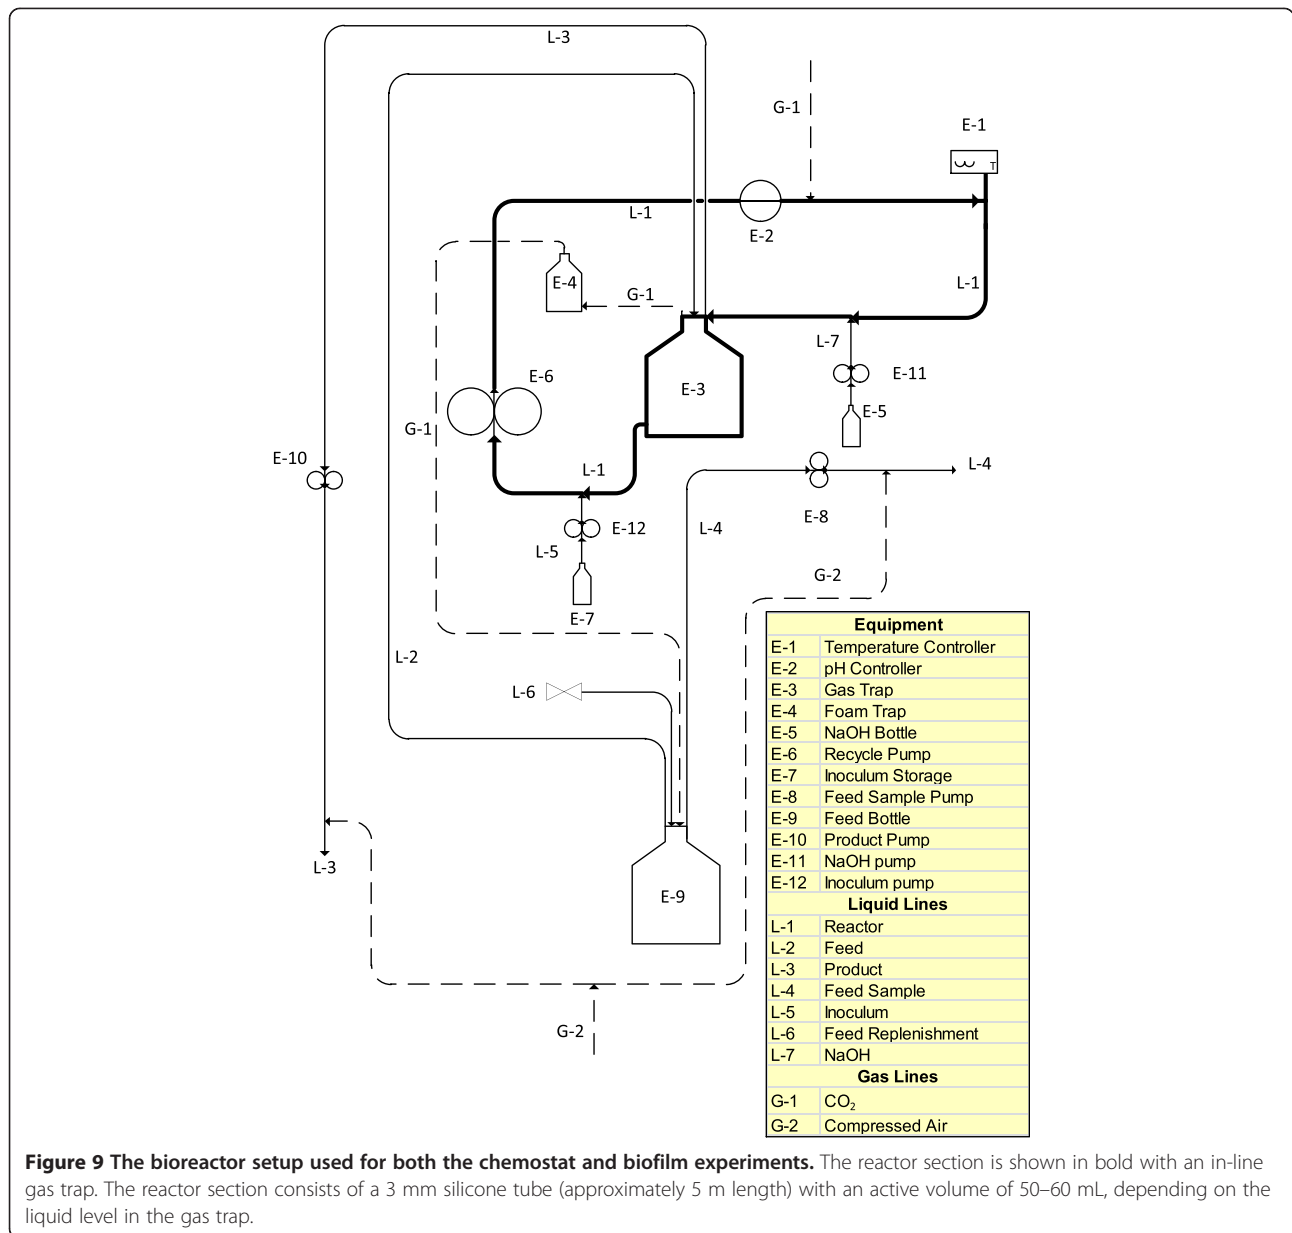 L-3
G-1
E-1
T
L-1
E-2
E-4
G-1
L-1
L-7
E-6
E-3
E-11
E-5
G-1
E-10
L-1
L-4
E-8
E-12
L-4
L-5
G-2
E-7
L-2
L-6
E-9
L-3
G-2
Equipment
E-1 Temperature Controller
E-2 pH Controller
E-3 Gas Trap
E-4 Foam Trap
E-5 NaOH Bottle
E-6 Recycle Pump
E-7 Inoculum Storage
E-8 Feed Sample Pump
E-9 Feed Bottle
E-10 Product Pump
E-11 NaOH pump
E-12 Inoculum pump
Liquid Lines
L-1 Reactor
L-2 Feed
L-3 Product
L-4 Feed Sample
L-5 Inoculum
L-6 Feed Replenishment
L-7 NaOH
Gas Lines
G-1 CO₂
G-2 Compressed Air
Figure 9 The bioreactor setup used for both the chemostat and biofilm experiments. The reactor section is shown in bold with an in-line
gas trap. The reactor section consists of a 3 mm silicone tube (approximately 5 m length) with an active volume of 50–60 mL, depending on the
liquid level in the gas trap.